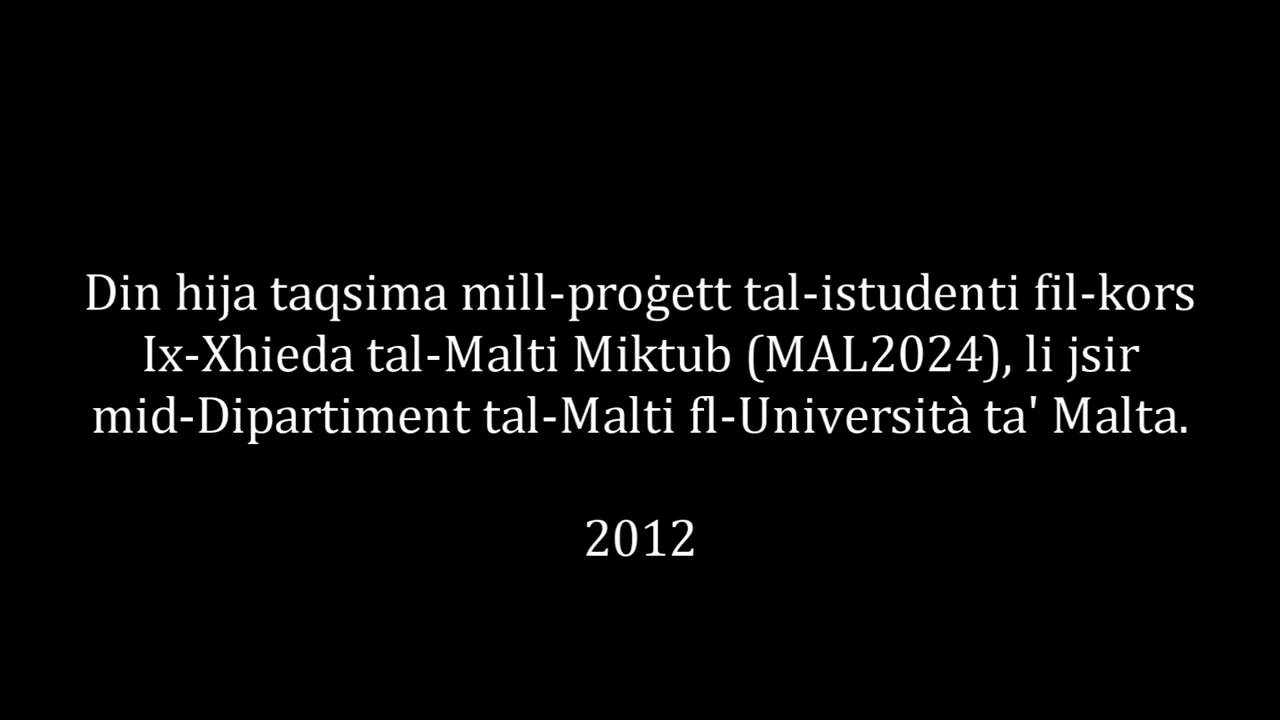 Din hija taqsima mill-proġett tal-istudenti fil-kors
Ix-Xhieda tal-Malti Miktub (MAL2024), li jsir
mid-Dipartiment tal-Malti fl-Università ta' Malta.
2012